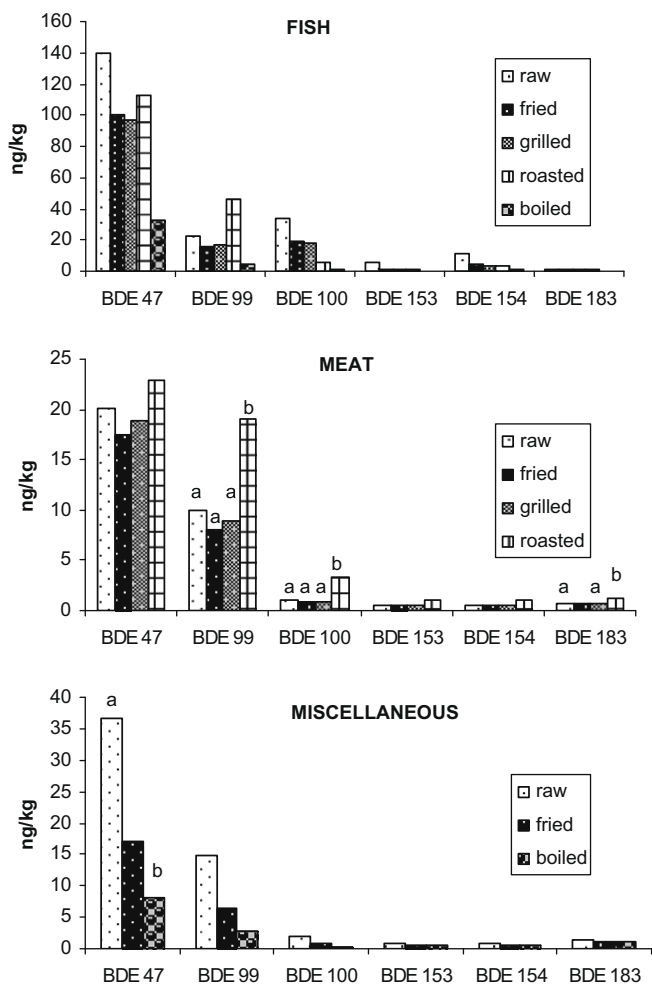 FISH
160
140
120
100
80
60
40
20
0
ng/kg
raw
fried
grilled
roasted
boiled
BDE 47 BDE 99 BDE 100 BDE 153 BDE 154 BDE 183
MEAT
25
20
15
10
5
0
ng/kg
raw
fried
grilled
roasted
b
a a
a
b
a a a
a a b
BDE 47 BDE 99 BDE 100 BDE 153 BDE 154 BDE 183
MISCELLANEOUS
40
35
30
25
20
15
10
5
0
ng/kg
a
b
raw
fried
boiled
BDE 47 BDE 99 BDE 100 BDE 153 BDE 154 BDE 183